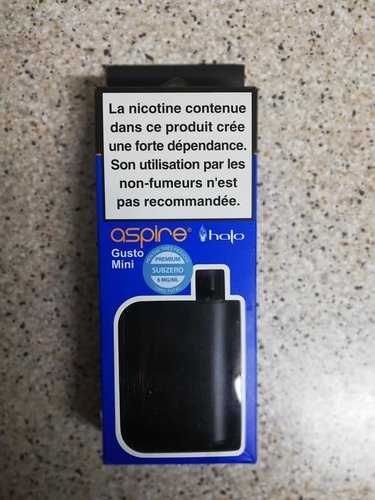 La nicotine contenue
dans ce produit crée
une forte dépendance.
Son utilisation par les
non-fumeurs n'est
pas recommandée.
aspire® halo
Gusto
Mini
PREMIUM
SUBZERO
6 MG/ML